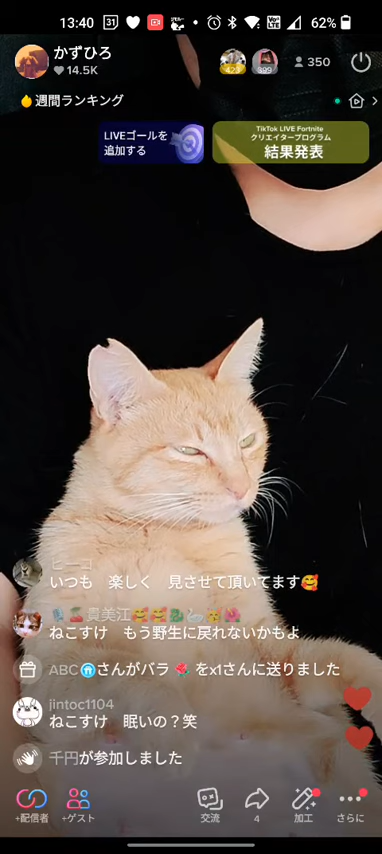 13:40
31
62%
かずひろ
14.5K
423
399
350
週間ランキング
LIVEゴールを
追加する
TikTok LIVE Fortnite
クリエイタープログラム
結果発表
ピーコ
いつも 楽しく 見させて頂いてます🥰
貴美江
ねこすけ もう野生に戻れないかもよ
ABCさんがバラ🌹をx1さんに送りました
jintoc1104
ねこすけ 眠いの？笑
千円が参加しました
+配信者
+ゲスト
交流
4
加工
さらに